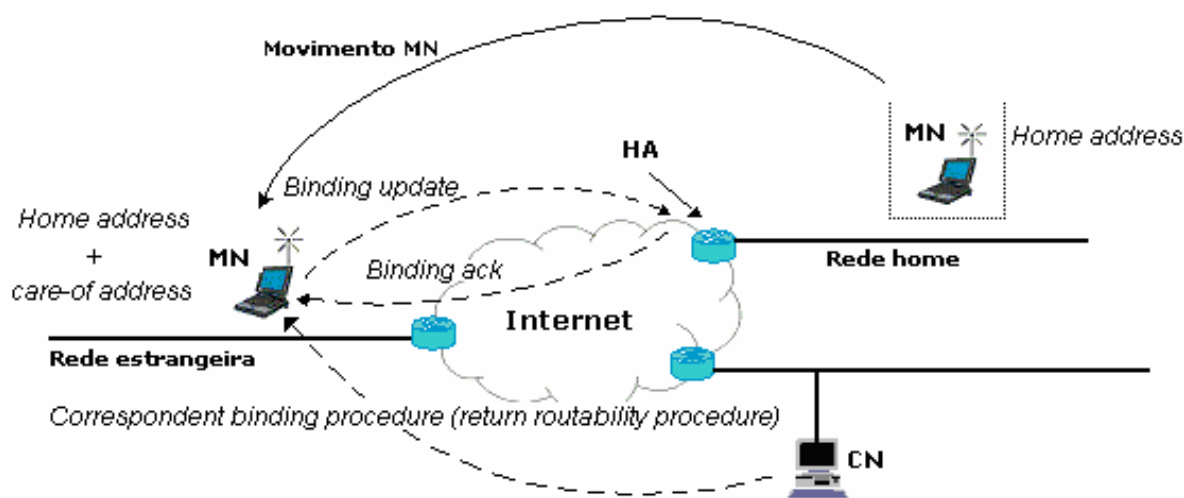 Movimento MN
MN
Home address
HA
Binding update
Home address
+
care-of address
MN
Binding ack
Rede home
Internet
Rede estrangeira
Correspondent binding procedure (return routability procedure)
CN